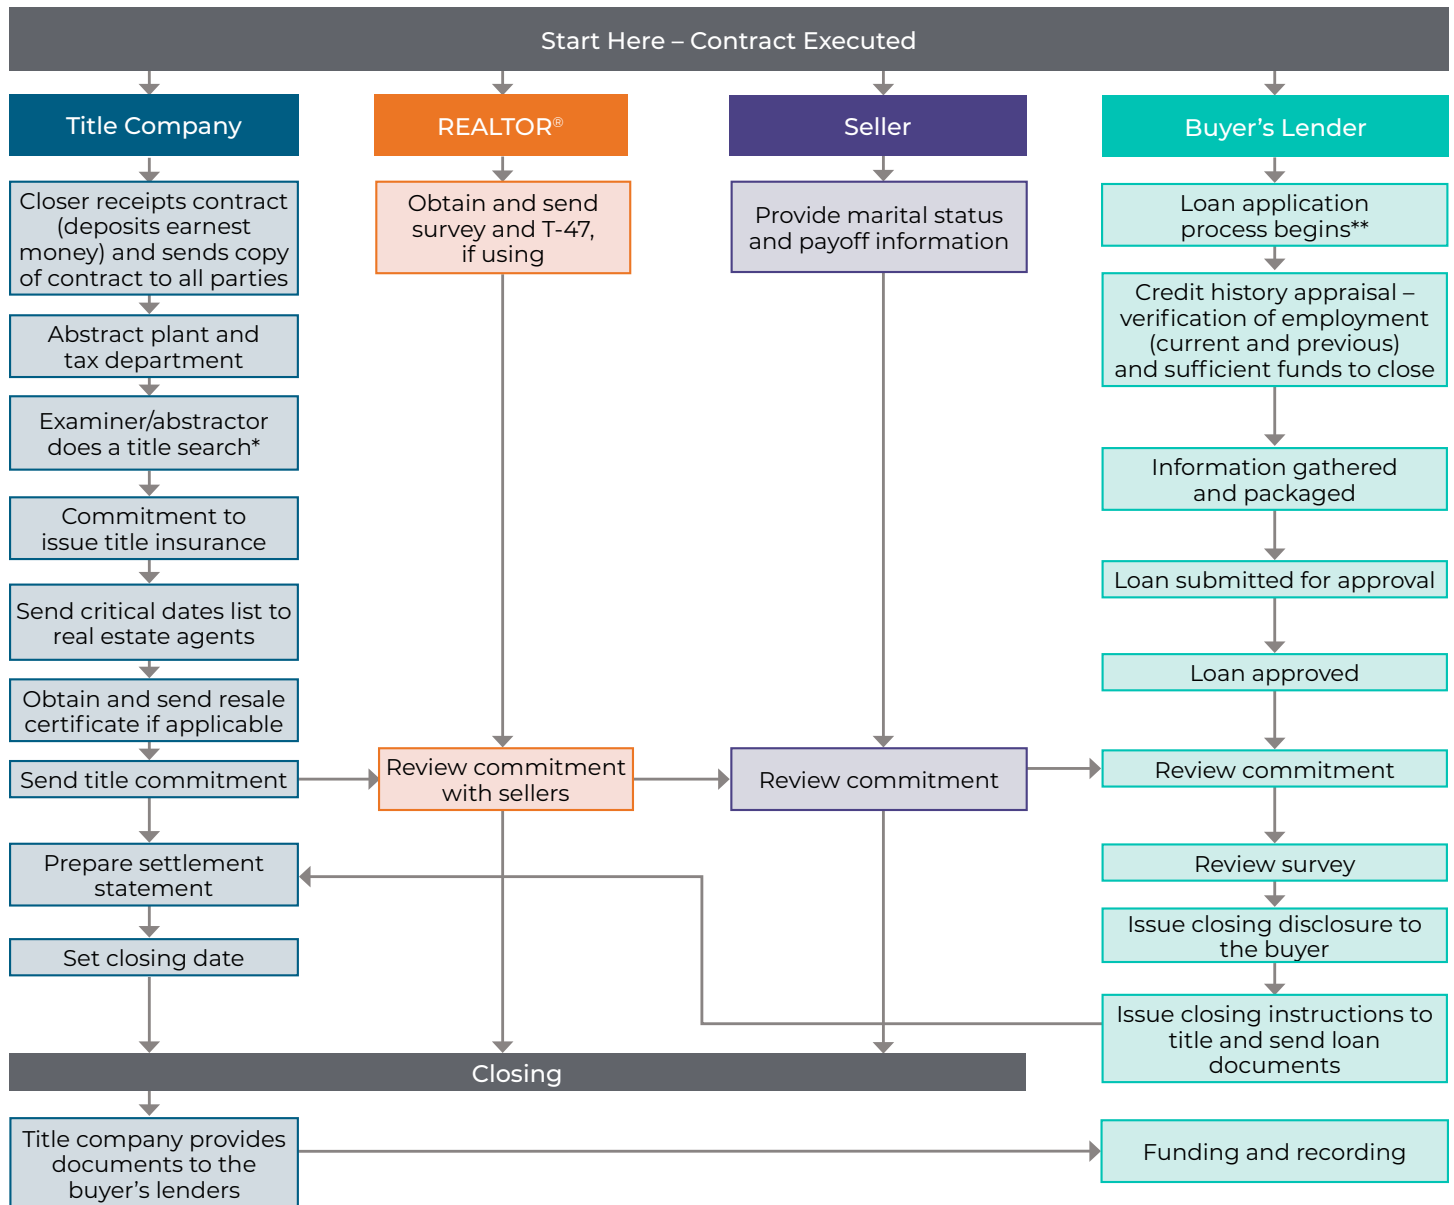 Start Here – Contract Executed
Title Company
Closer receipts contract
(deposits earnest
money) and sends copy
of contract to all parties
Abstract plant and
tax department
Examiner/abstractor
does a title search*
Commitment to
issue title insurance
Send critical dates list to
real estate agents
Obtain and send resale
certificate if applicable
Send title commitment
Prepare settlement
statement
Set closing date
REALTOR®
Obtain and send
survey and T-47,
if using
Review commitment
with sellers
Seller
Provide marital status
and payoff information
Review commitment
Buyer’s Lender
Loan application
process begins**
Credit history appraisal –
verification of employment
(current and previous)
and sufficient funds to close
Information gathered
and packaged
Loan submitted for approval
Loan approved
Review commitment
Review survey
Issue closing disclosure to
the buyer
Issue closing instructions to
title and send loan
documents
Closing
Title company provides
documents to the
buyer’s lenders
Funding and recording